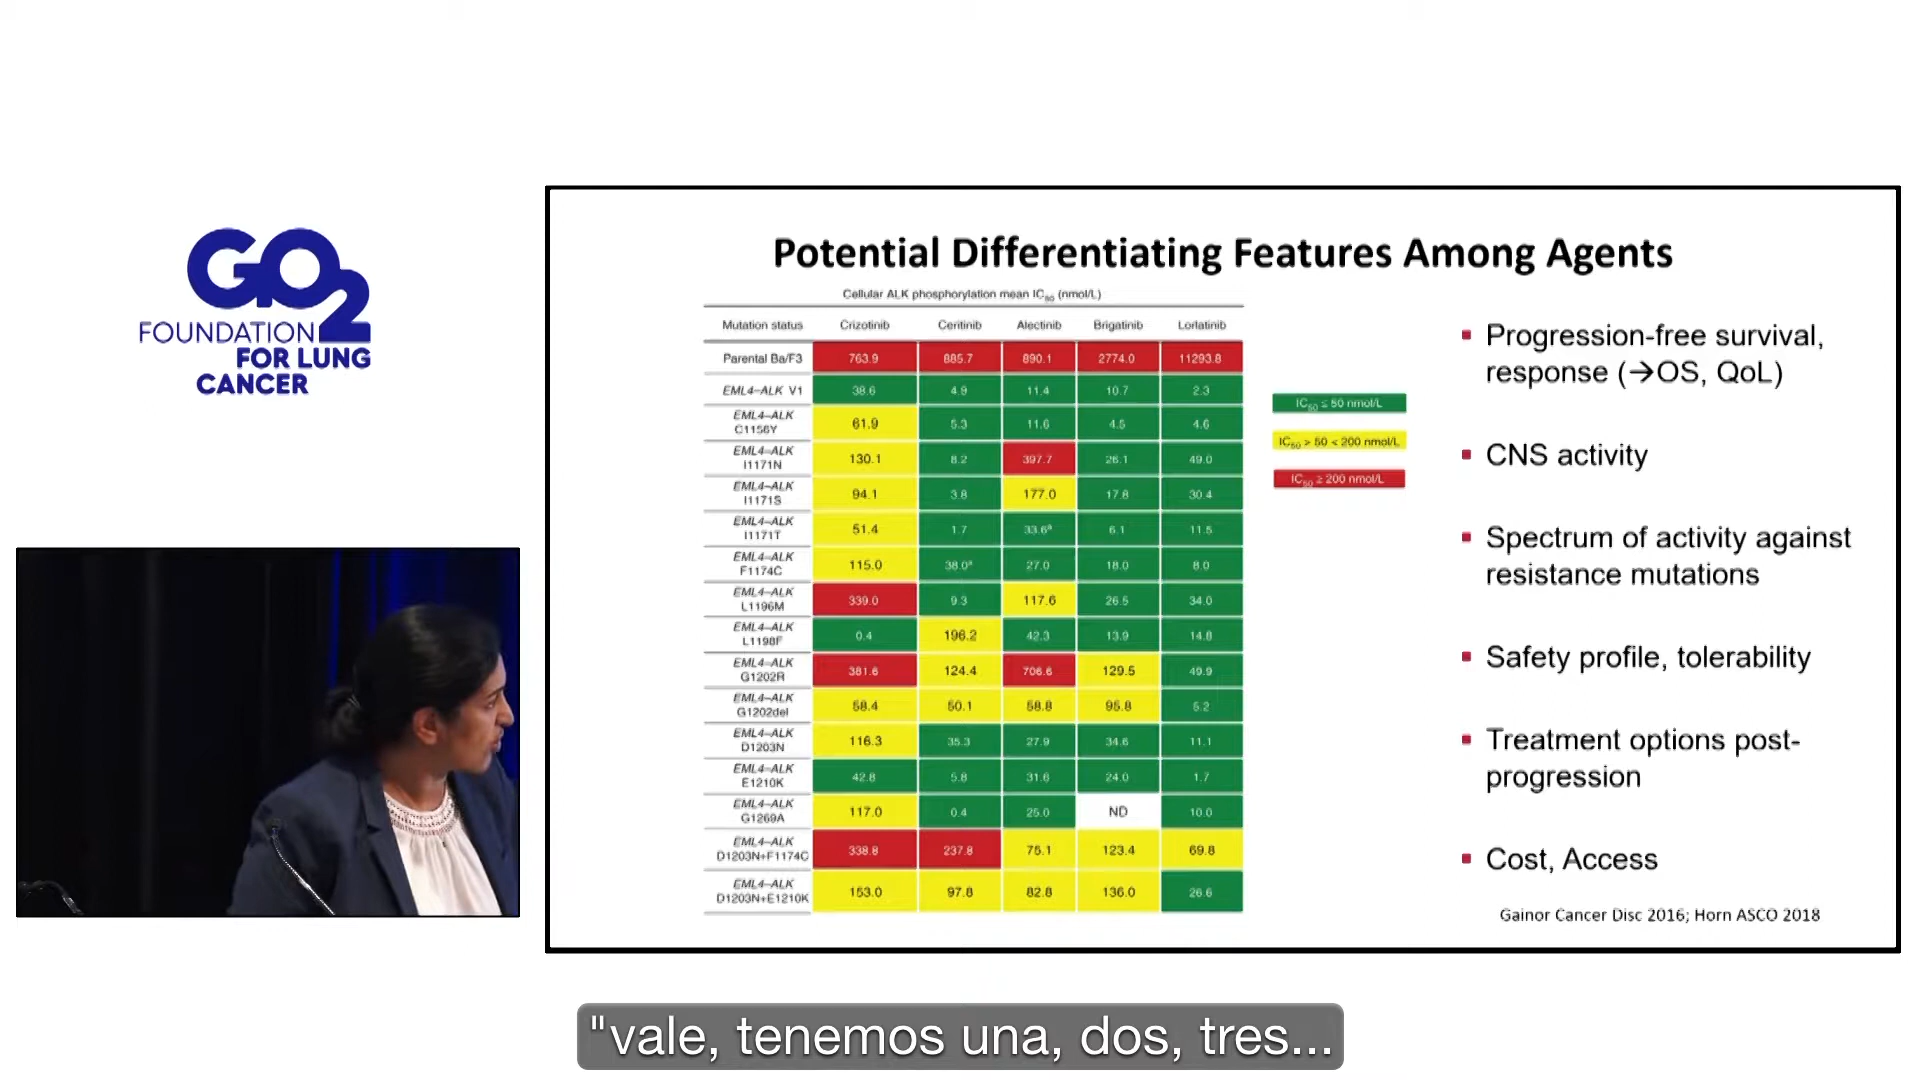 GO2
FOUNDATION
FOR LUNG
CANCER
Potential Differentiating Features Among Agents
Cellular ALK phosphorylation mean IC50 (nmol/L)
Mutation status Crizotinib Ceritinib Alectinib Brigatinib Lorlatinib
Parental Ba/F3 763.9 885.7 890.1 2774.0 11293.8
EML4–ALK V1 38.6 4.9 11.4 10.7 2.3
EML4–ALK
C1156Y 61.9 5.3 11.6 4.5 4.6
EML4–ALK
I1171N 130.1 8.2 397.7 26.1 49.0
EML4–ALK
I1171S 94.1 3.8 177.0 17.8 30.4
EML4–ALK
I1171T 51.4 1.7 33.6ª 6.1 11.5
EML4–ALK
F1174C 115.0 38.0ª 27.0 18.0 8.0
EML4–ALK
L1196M 339.0 9.3 117.6 26.5 34.0
EML4–ALK
L1198F 0.4 196.2 42.3 13.9 14.8
EML4–ALK
G1202R 381.6 124.4 706.6 129.5 49.9
EML4–ALK
G1202del 58.4 50.1 58.8 95.8 5.2
EML4–ALK
D1203N 116.3 35.3 27.9 34.6 11.1
EML4–ALK
E1210K 42.8 5.8 31.6 24.0 1.7
EML4–ALK
G1269A 117.0 0.4 25.0 ND 10.0
EML4–ALK
D1203N+F1174C 338.8 237.8 75.1 123.4 69.8
EML4–ALK
D1203N+E1210K 153.0 97.8 82.8 136.0 26.6
IC50 ≤ 50 nmol/L
IC50 > 50 < 200 nmol/L
IC50 ≥ 200 nmol/L
▪ Progression-free survival,
response (→OS, QoL)
▪ CNS activity
▪ Spectrum of activity against
resistance mutations
▪ Safety profile, tolerability
▪ Treatment options post-
progression
▪ Cost, Access
Gainor Cancer Disc 2016; Horn ASCO 2018
"vale, tenemos una, dos, tres...